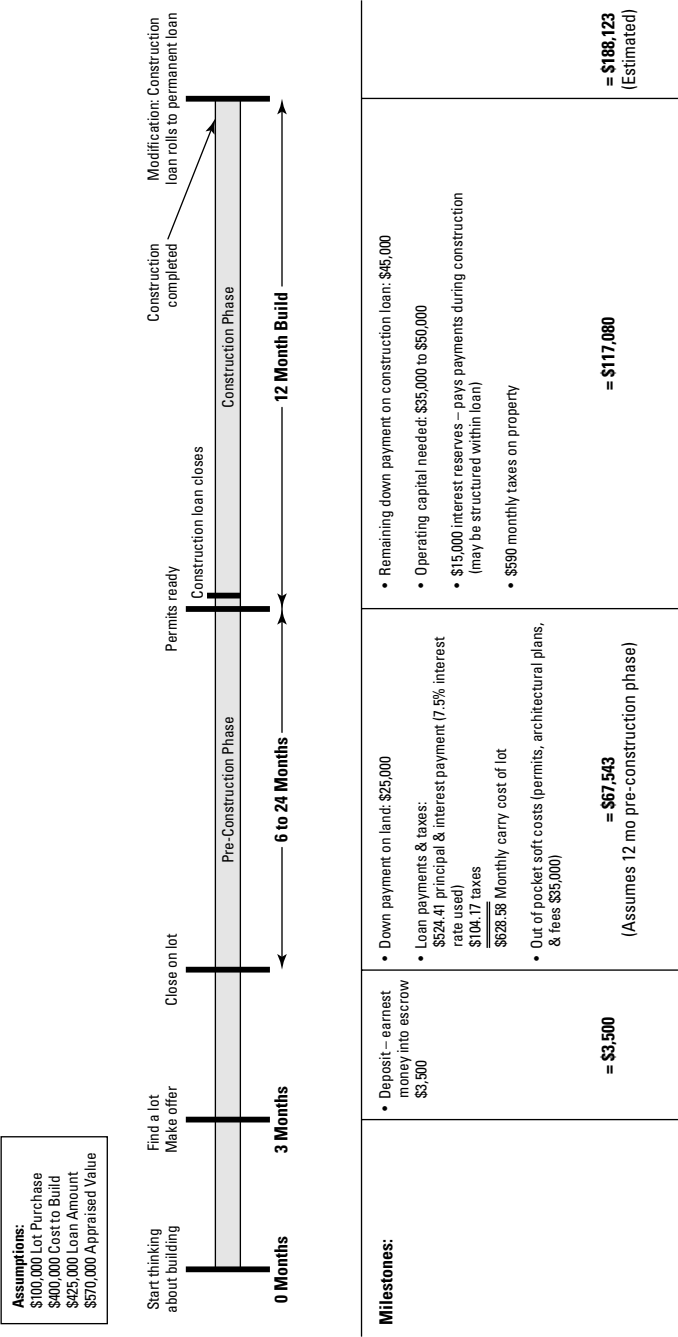 Assumptions:
$100,000 Lot Purchase
$400,000 Cost to Build
$425,000 Loan Amount
$570,000 Appraised Value
Start thinking
about building
Find a lot
Make offer
Close on lot
Permits ready
Construction loan closes
Construction
completed
Modification: Construction
loan rolls to permanent loan
Pre-Construction Phase
Construction Phase
0 Months
3 Months
6 to 24 Months
12 Month Build
Milestones:
• Deposit – earnest
money into escrow
$3,500
= $3,500
• Down payment on land: $25,000
• Loan payments & taxes:
$524.41 principal & interest payment (7.5% interest
rate used)
$104.17 taxes
$628.58 Monthly carry cost of lot
• Out of pocket soft costs (permits, architectural plans,
& fees $35,000)
= $67,543
(Assumes 12 mo pre-construction phase)
• Remaining down payment on construction loan: $45,000
• Operating capital needed: $35,000 to $50,000
• $15,000 interest reserves – pays payments during construction
(may be structured within loan)
• $590 monthly taxes on property
= $117,080
= $188,123
(Estimated)